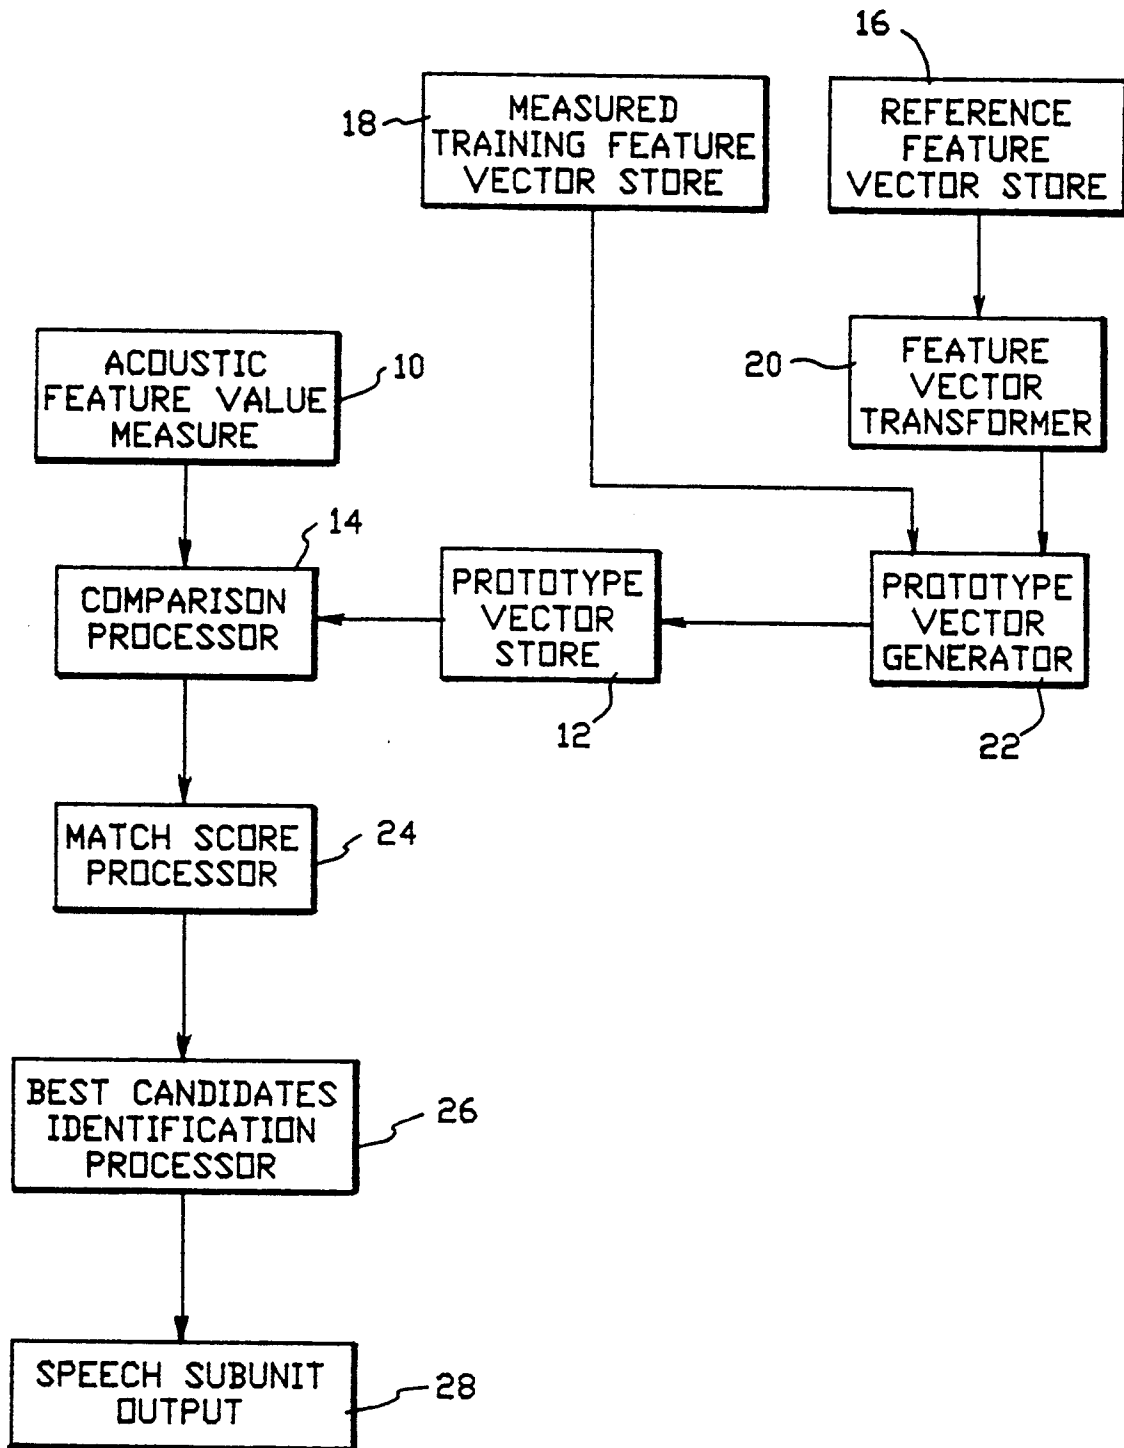 16
18
MEASURED
TRAINING FEATURE
VECTOR STORE
REFERENCE
FEATURE
VECTOR STORE
ACOUSTIC
FEATURE VALUE
MEASURE
10
20
FEATURE
VECTOR
TRANSFORMER
14
COMPARISON
PROCESSOR
PROTOTYPE
VECTOR
STORE
12
PROTOTYPE
VECTOR
GENERATOR
22
MATCH SCORE
PROCESSOR
24
BEST CANDIDATES
IDENTIFICATION
PROCESSOR
26
SPEECH SUBUNIT
OUTPUT
28